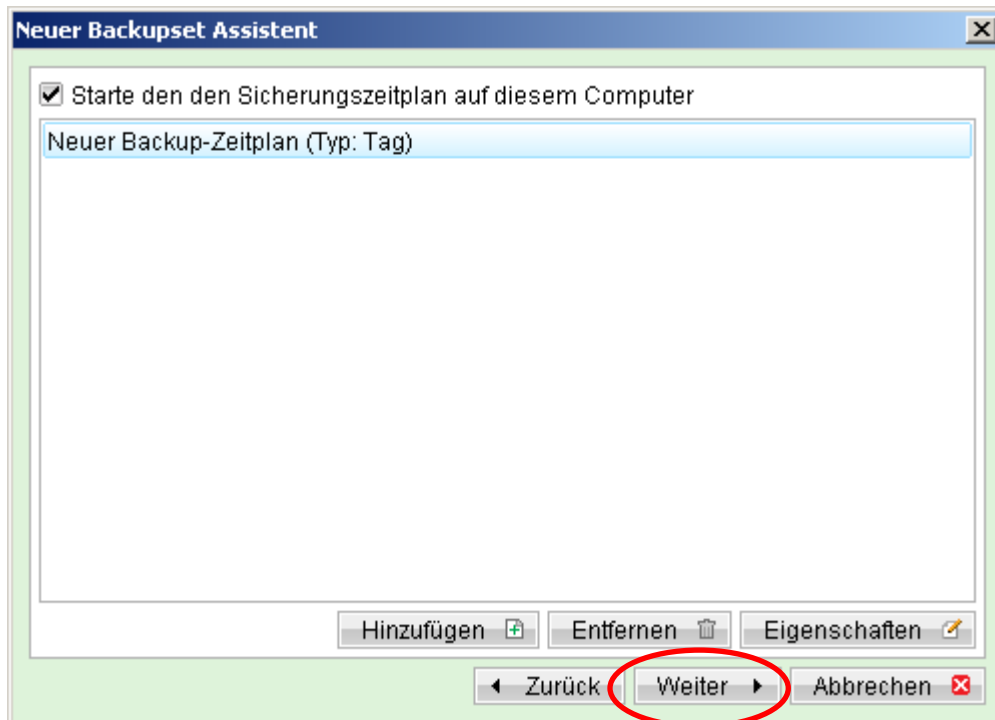 Neuer Backupset Assistent
Starte den den Sicherungszeitplan auf diesem Computer
Neuer Backup-Zeitplan (Typ: Tag)
Hinzufügen Entfernen Eigenschaften
Zurück Weiter Abbrechen